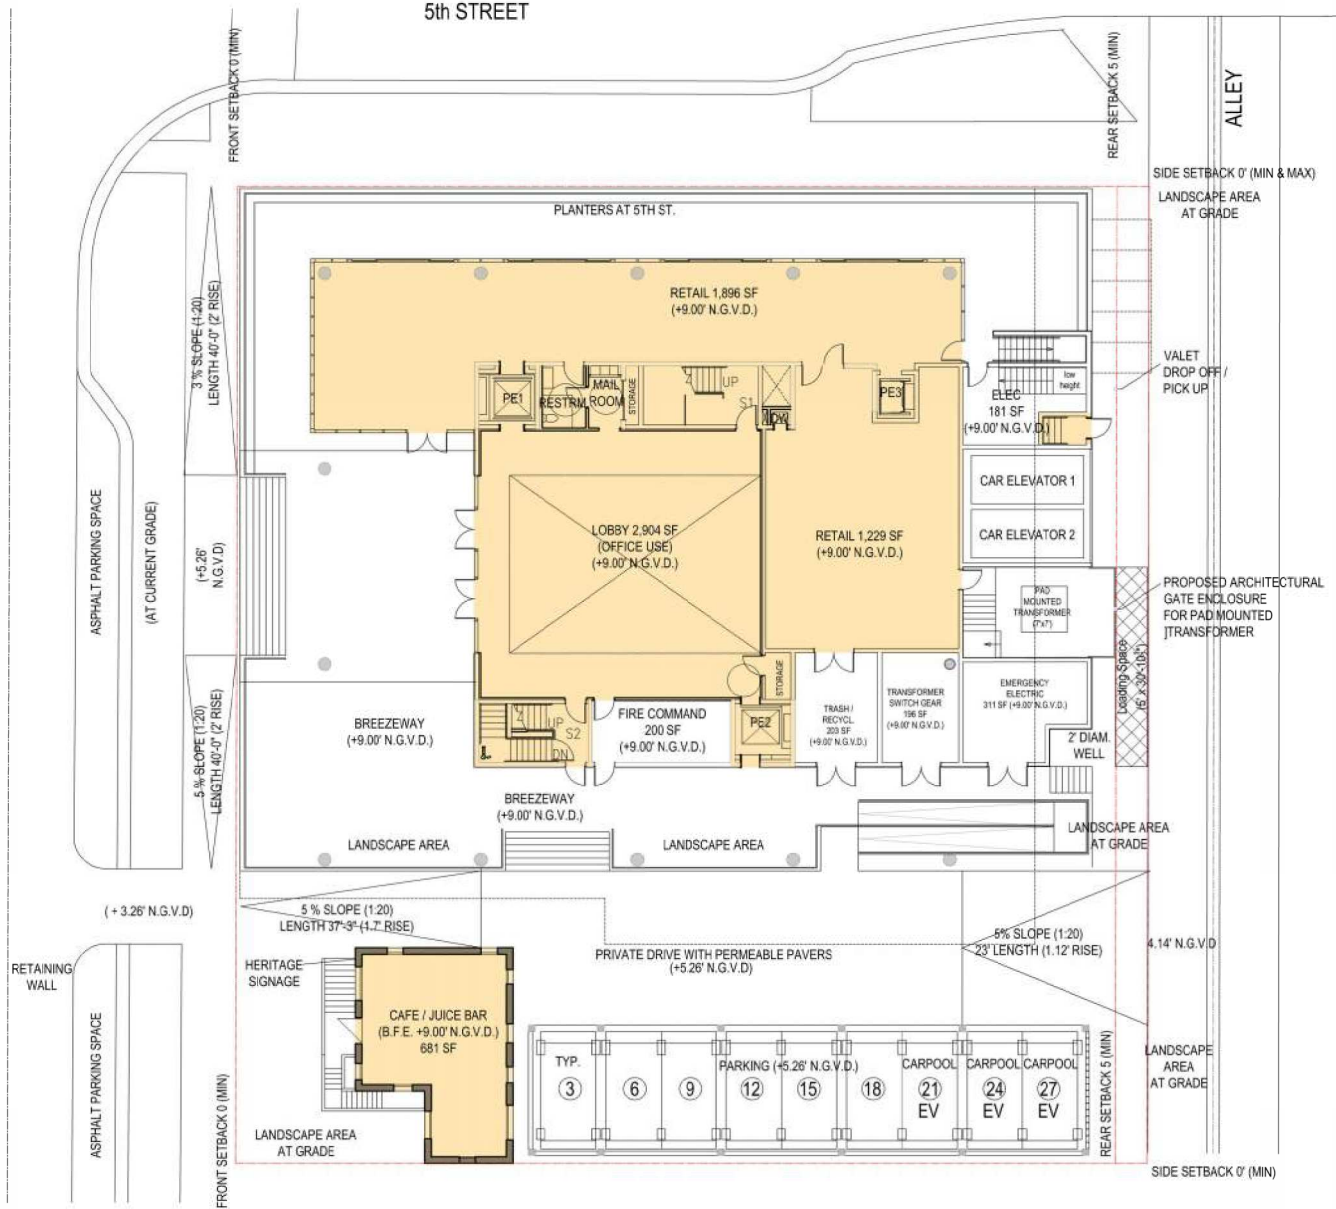 5th STREET
FRONT SETBACK 0 (MIN)
REAR SETBACK 5 (MIN)
ALLEY
SIDE SETBACK 0' (MIN & MAX)
LANDSCAPE AREA
AT GRADE
PLANTERS AT 5TH ST.
3 % SLOPE (1:20)
LENGTH 40'-0" (2' RISE)
RETAIL 1,896 SF
(+9.00' N.G.V.D.)
VALET
DROP OFF /
PICK UP
low
height
PE1
RESTRM
MAIL
ROOM
STORAGE
UP
S1
PE3
ELEC
181 SF
(+9.00' N.G.V.D.)
CAR ELEVATOR 1
CAR ELEVATOR 2
ASPHALT PARKING SPACE
(AT CURRENT GRADE)
(+5.26'
N.G.V.D)
LOBBY 2,904 SF
(OFFICE USE)
(+9.00' N.G.V.D.)
RETAIL 1,229 SF
(+9.00' N.G.V.D.)
PAD
MOUNTED
TRANSFORMER
(7'x7')
PROPOSED ARCHITECTURAL
GATE ENCLOSURE
FOR PAD MOUNTED
]TRANSFORMER
Loading Space
STORAGE
5 % SLOPE (1:20)
LENGTH 40'-0" (2' RISE)
BREEZEWAY
(+9.00' N.G.V.D.)
UP
S2
DN
FIRE COMMAND
200 SF
(+9.00' N.G.V.D.)
PE2
TRASH /
RECYCL.
203 SF
(+9.00' N.G.V.D.)
TRANSFORMER
SWITCH GEAR
196 SF
(+9.00' N.G.V.D.)
EMERGENCY
ELECTRIC
311 SF (+9.00' N.G.V.D.)
2' DIAM.
WELL
BREEZEWAY
(+9.00' N.G.V.D.)
LANDSCAPE AREA
LANDSCAPE AREA
LANDSCAPE AREA
AT GRADE
( + 3.26' N.G.V.D)
5 % SLOPE (1:20)
LENGTH 37'-3" (1.7' RISE)
PRIVATE DRIVE WITH PERMEABLE PAVERS
(+5.26' N.G.V.D)
5% SLOPE (1:20)
23' LENGTH (1.12' RISE)
4.14' N.G.V.D
RETAINING
WALL
HERITAGE
SIGNAGE
CAFE / JUICE BAR
(B.F.E. +9.00' N.G.V.D.)
681 SF
ASPHALT PARKING SPACE
FRONT SETBACK 0 (MIN)
LANDSCAPE AREA
AT GRADE
PARKING (+5.26' N.G.V.D.)
TYP.
3
6
9
12
15
18
CARPOOL
21
EV
CARPOOL
24
EV
CARPOOL
27
EV
REAR SETBACK 5 (MIN)
LANDSCAPE
AREA
AT GRADE
SIDE SETBACK 0' (MIN)